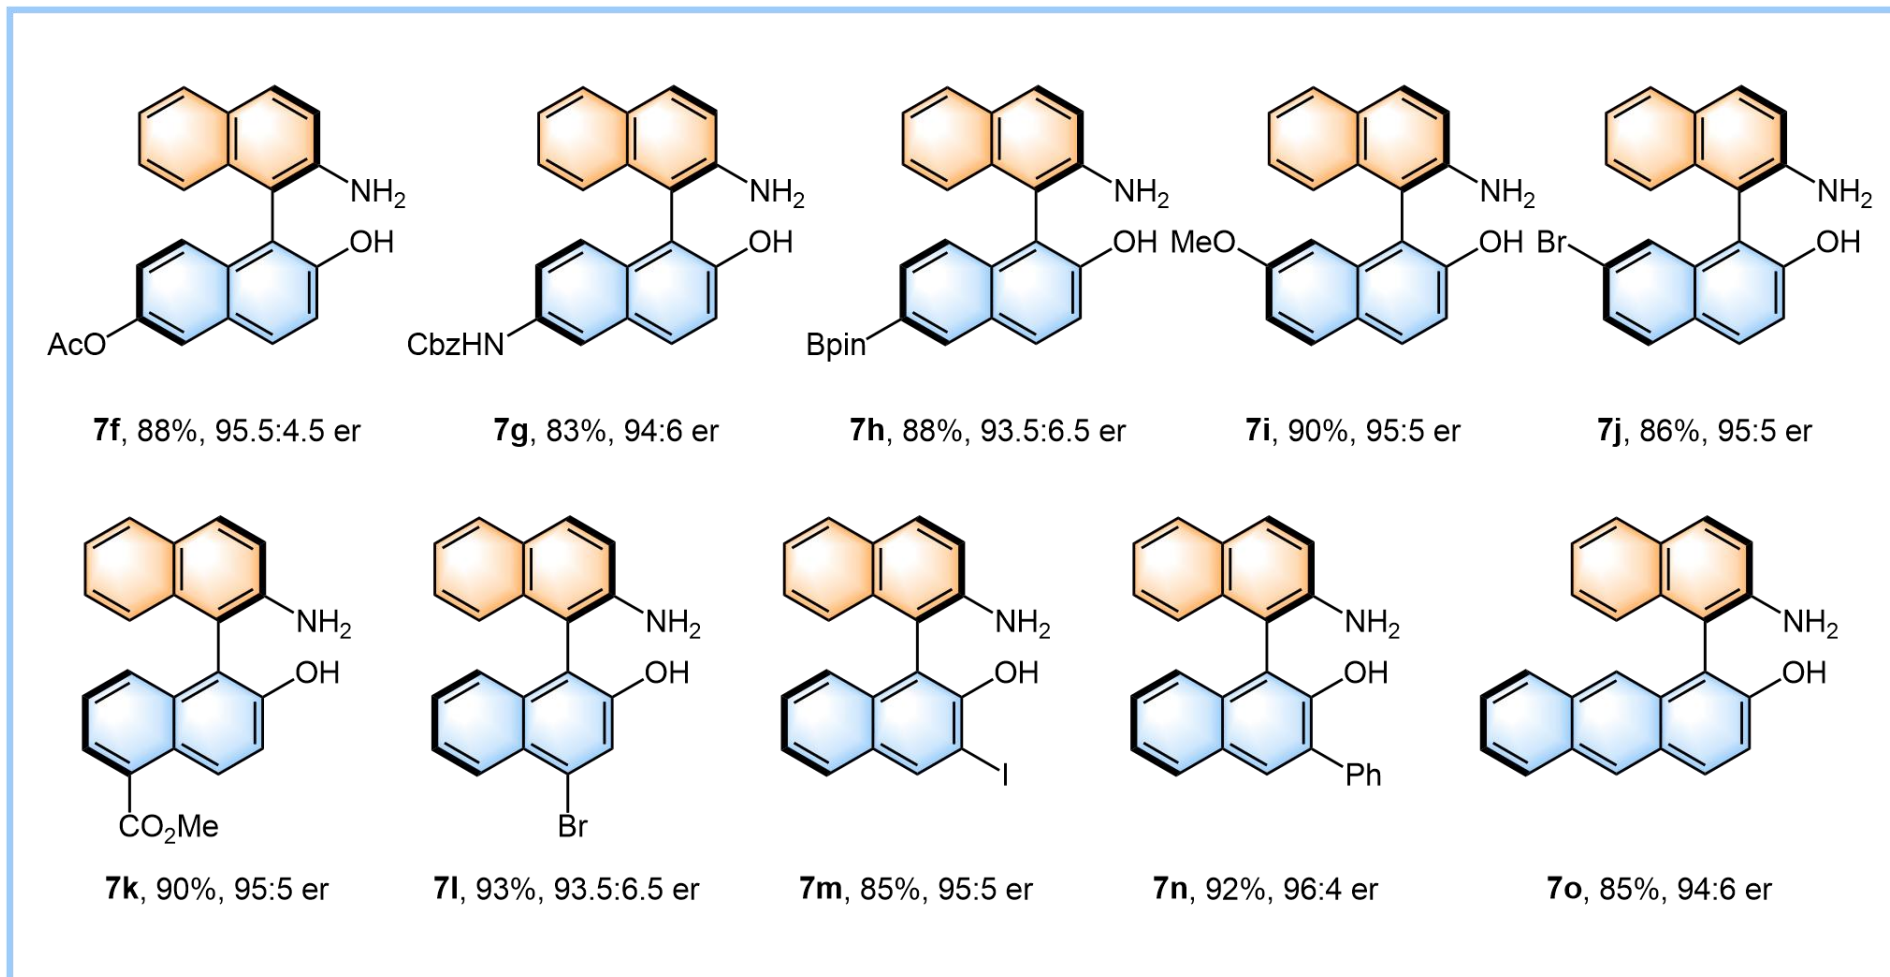 NH2
NH2
NH2
NH2
NH2
OH
OH
OH
MeO
OH
Br
OH
AcO
CbzHN
Bpin
7f, 88%, 95.5:4.5 er
7g, 83%, 94:6 er
7h, 88%, 93.5:6.5 er
7i, 90%, 95:5 er
7j, 86%, 95:5 er
NH2
NH2
NH2
NH2
NH2
OH
OH
OH
OH
OH
I
Ph
CO2Me
Br
7k, 90%, 95:5 er
7l, 93%, 93.5:6.5 er
7m, 85%, 95:5 er
7n, 92%, 96:4 er
7o, 85%, 94:6 er